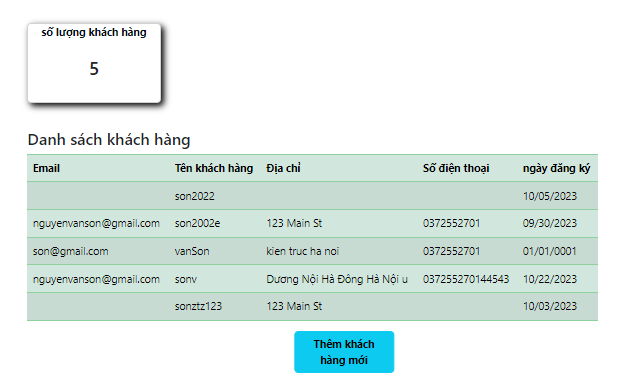 số lượng khách hàng
5
Danh sách khách hàng
Email Tên khách hàng Địa chỉ Số điện thoại ngày đăng ký
son2022 10/05/2023
nguyenvanson@gmail.com son2002e 123 Main St 0372552701 09/30/2023
son@gmail.com vanSon kien truc ha noi 0372552701 01/01/0001
nguyenvanson@gmail.com sonv Dương Nội Hà Đông Hà Nội u 037255270144543 10/22/2023
sonztz123 123 Main St 10/03/2023
Thêm khách
hàng mới